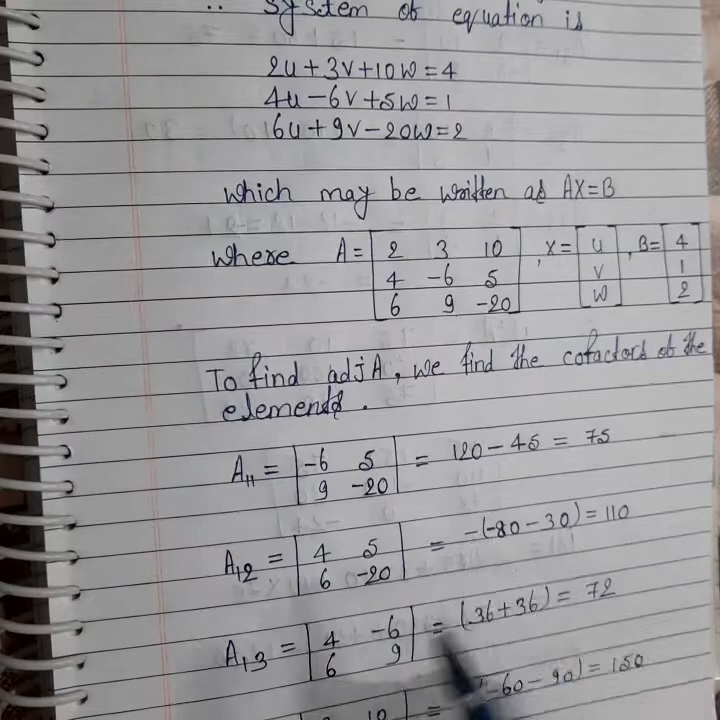 ∴ System of equation is
2u+3v+10w=4
4u-6v+5w=1
6u+9v-20w=2
which may be written as AX=B
where A = [2 3 10], X = [u], B = [4]
[4 -6 5] [v] [1]
[6 9 -20] [w] [2]
To find adj A, we find the cofactors of the
elements.
A₁₁ = |-6 5| = 120-45 = 75
|9 -20|
A₁₂ = |4 5| = -(-80-30) = 110
|6 -20|
A₁₃ = |4 -6| = (36+36) = 72
|6 9|
10| = -60-90) = 150